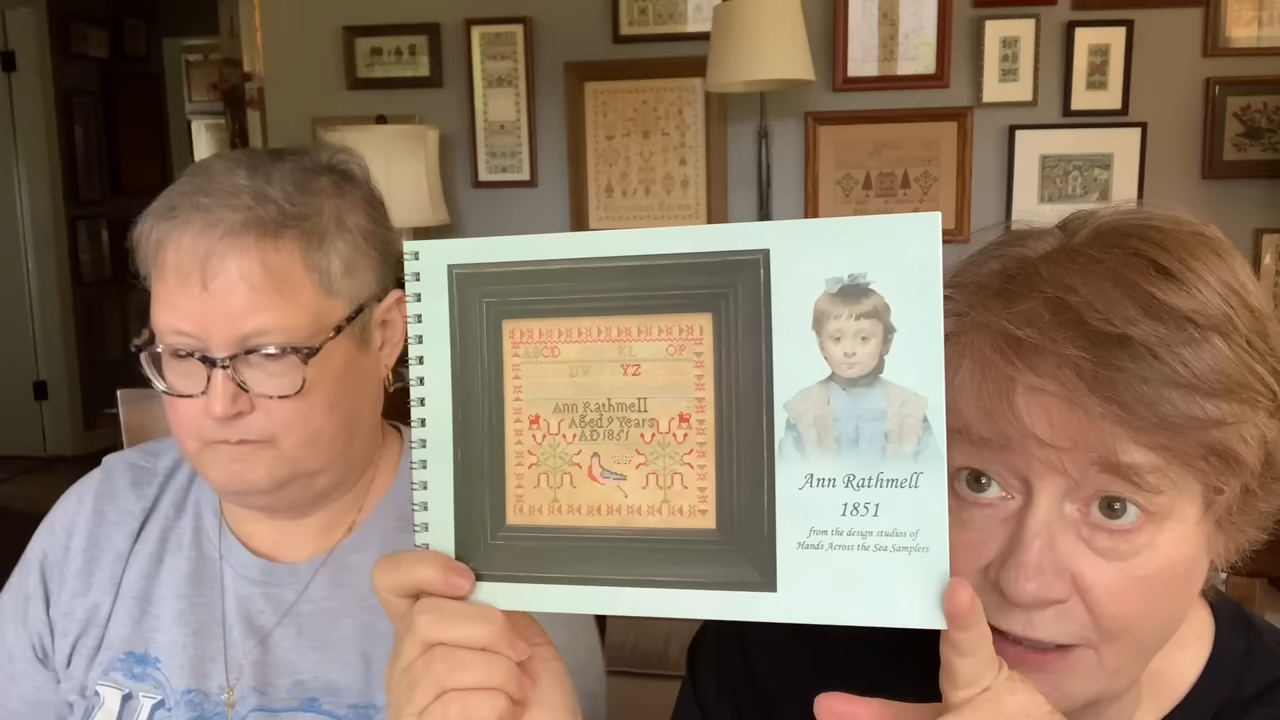 ABCD KL OP
YZ
Ann Rathmell
Aged 9 Years
AD 1851
Ann Rathmell
1851
from the design studios of
Hands Across the Sea Samplers